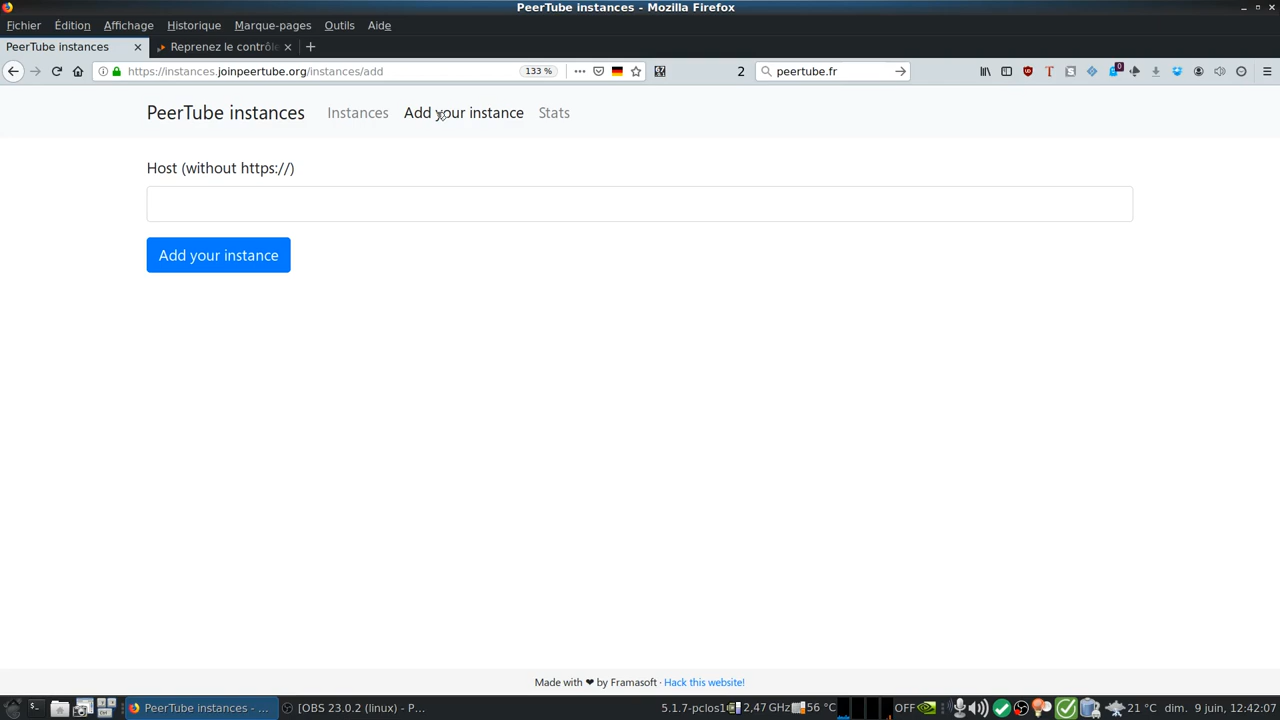 PeerTube instances - Mozilla Firefox
Fichier Édition Affichage Historique Marque-pages Outils Aide
PeerTube instances Reprenez le contrôl
https://instances.joinpeertube.org/instances/add 133 % 2 peertube.fr 0
PeerTube instances Instances Add your instance Stats
Host (without https://)
Add your instance
Made with ❤ by Framasoft · Hack this website!
PeerTube instances - ... [OBS 23.0.2 (linux) - P... 5.1.7-pclos1 2,47 GHz 56 °C OFF 21 °C dim. 9 juin, 12:42:07